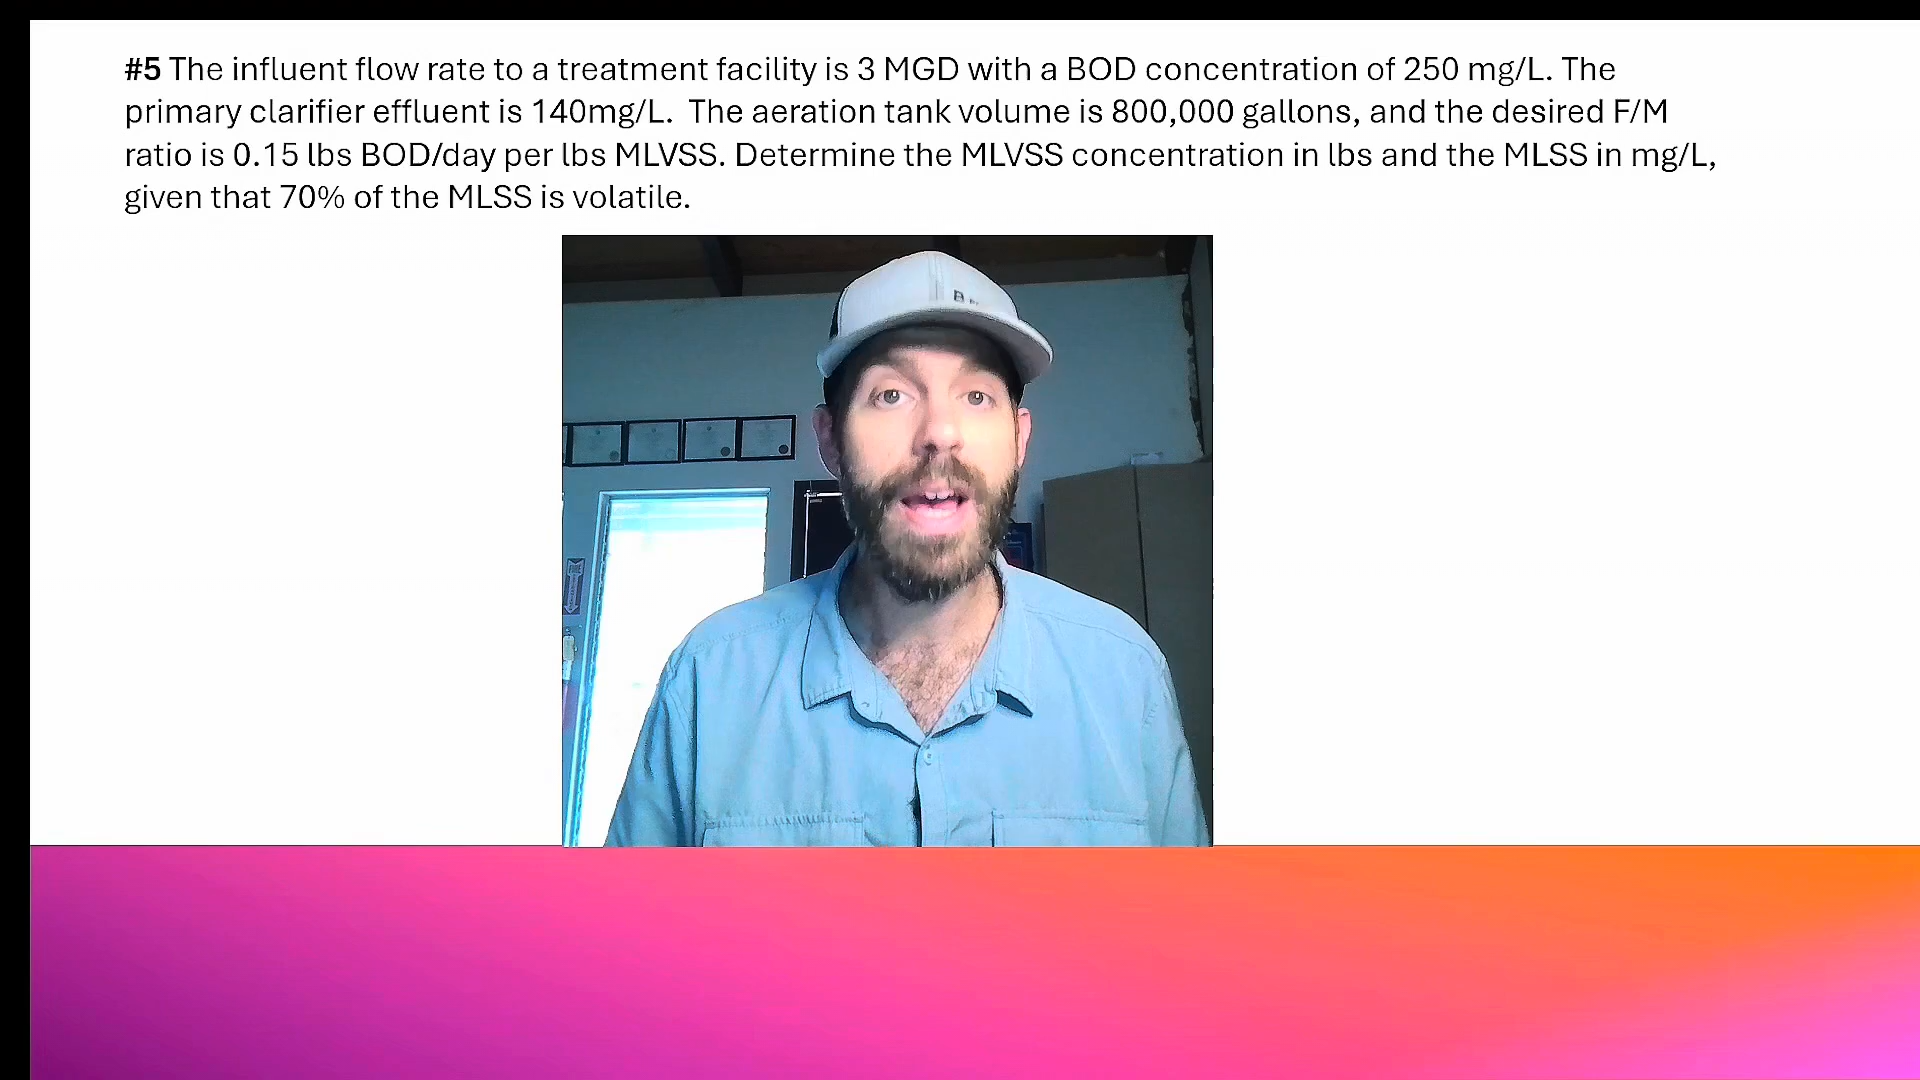 #5 The influent flow rate to a treatment facility is 3 MGD with a BOD concentration of 250 mg/L. The
primary clarifier effluent is 140mg/L. The aeration tank volume is 800,000 gallons, and the desired F/M
ratio is 0.15 lbs BOD/day per lbs MLVSS. Determine the MLVSS concentration in lbs and the MLSS in mg/L,
given that 70% of the MLSS is volatile.